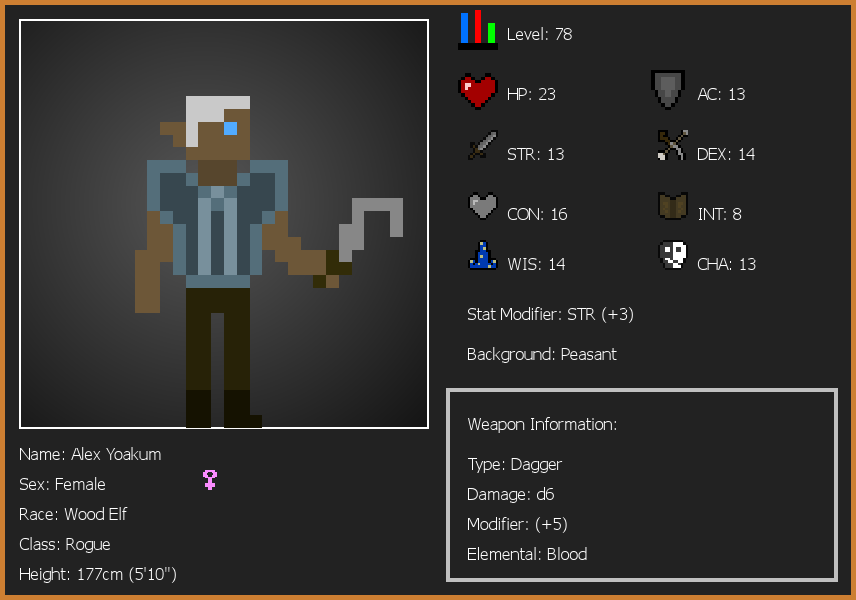 Level: 78
HP: 23
AC: 13
STR: 13
DEX: 14
CON: 16
INT: 8
WIS: 14
CHA: 13
Stat Modifier: STR (+3)
Background: Peasant
Weapon Information:
Type: Dagger
Damage: d6
Modifier: (+5)
Elemental: Blood
Name: Alex Yoakum
Sex: Female
Race: Wood Elf
Class: Rogue
Height: 177cm (5'10")